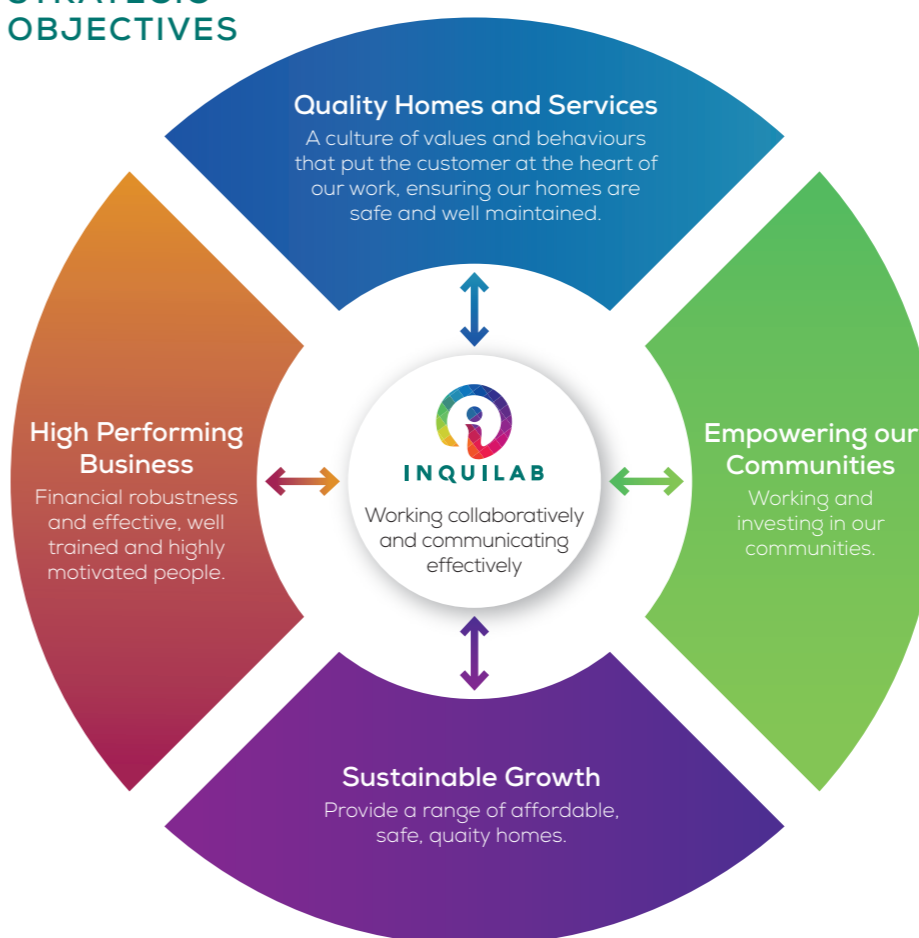 STRATEGIC
OBJECTIVES
Quality Homes and Services
A culture of values and behaviours
that put the customer at the heart of
our work, ensuring our homes are
safe and well maintained.
High Performing
Business
Financial robustness
and effective, well
trained and highly
motivated people.
INQUILAB
Working collaboratively
and communicating
effectively
Empowering our
Communities
Working and
investing in our
communities.
Sustainable Growth
Provide a range of affordable,
safe, quaity homes.